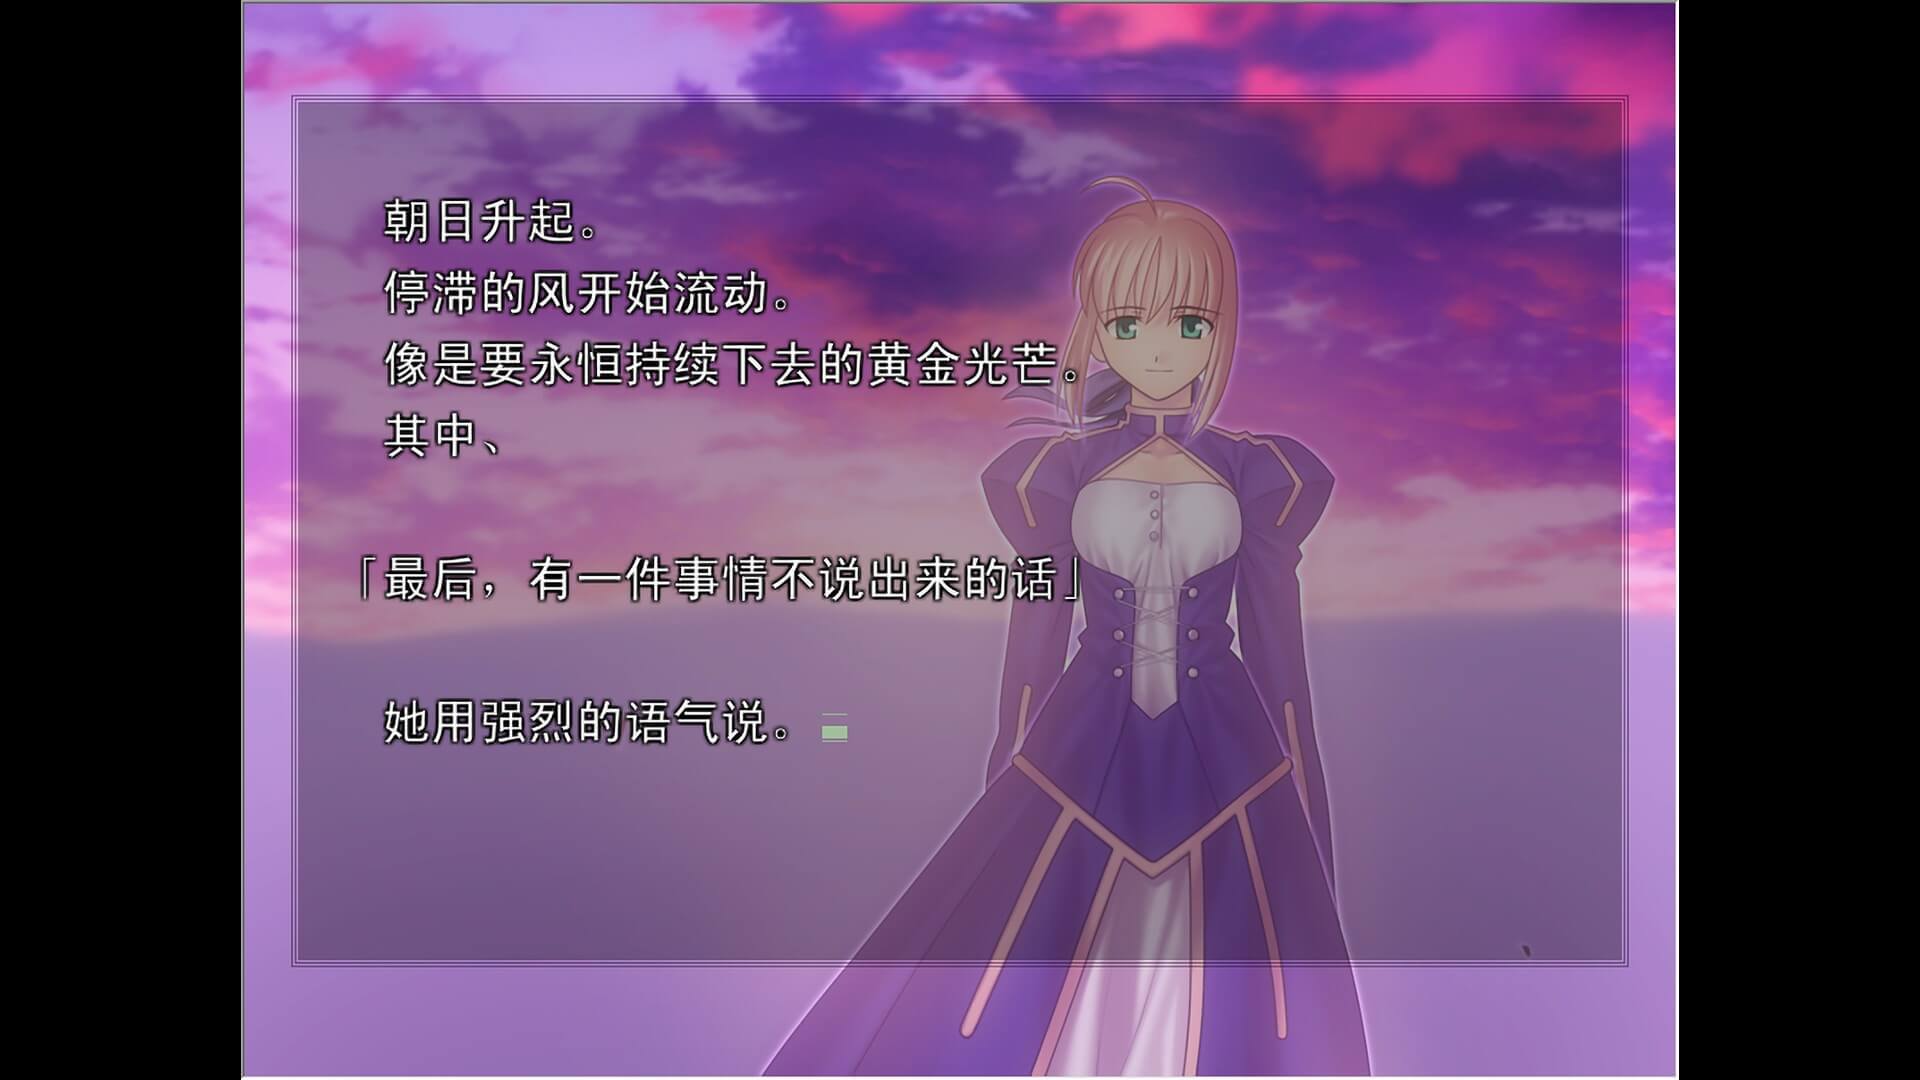 朝日升起。
停滞的风开始流动。
像是要永恒持续下去的黄金光芒。
其中、
「最后，有一件事情不说出来的话」
她用强烈的语气说。